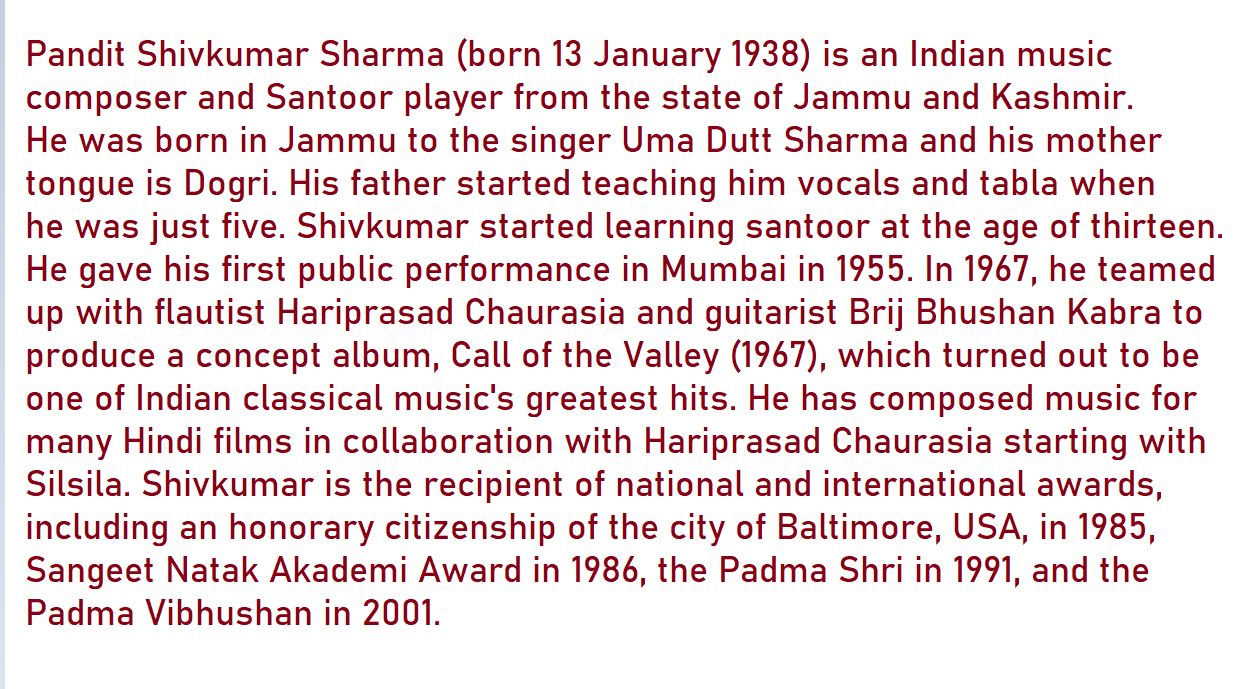 Pandit Shivkumar Sharma (born 13 January 1938) is an Indian music
composer and Santoor player from the state of Jammu and Kashmir.
He was born in Jammu to the singer Uma Dutt Sharma and his mother
tongue is Dogri. His father started teaching him vocals and tabla when
he was just five. Shivkumar started learning santoor at the age of thirteen.
He gave his first public performance in Mumbai in 1955. In 1967, he teamed
up with flautist Hariprasad Chaurasia and guitarist Brij Bhushan Kabra to
produce a concept album, Call of the Valley (1967), which turned out to be
one of Indian classical music's greatest hits. He has composed music for
many Hindi films in collaboration with Hariprasad Chaurasia starting with
Silsila. Shivkumar is the recipient of national and international awards,
including an honorary citizenship of the city of Baltimore, USA, in 1985,
Sangeet Natak Akademi Award in 1986, the Padma Shri in 1991, and the
Padma Vibhushan in 2001.